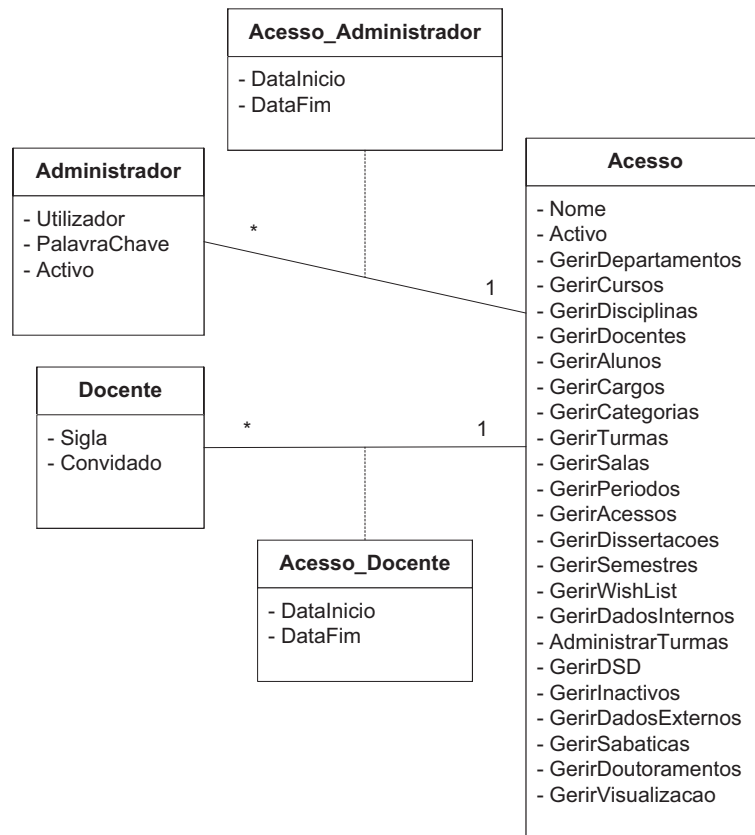 Acesso_Administrador
- DataInicio
- DataFim
Administrador
- Utilizador
- PalavraChave
- Activo
*
1
Docente
- Sigla
- Convidado
*
1
Acesso_Docente
- DataInicio
- DataFim
Acesso
- Nome
- Activo
- GerirDepartamentos
- GerirCursos
- GerirDisciplinas
- GerirDocentes
- GerirAlunos
- GerirCargos
- GerirCategorias
- GerirTurmas
- GerirSalas
- GerirPeriodos
- GerirAcessos
- GerirDissertacoes
- GerirSemestres
- GerirWishList
- GerirDadosInternos
- AdministrarTurmas
- GerirDSD
- GerirInactivos
- GerirDadosExternos
- GerirSabaticas
- GerirDoutoramentos
- GerirVisualizacao